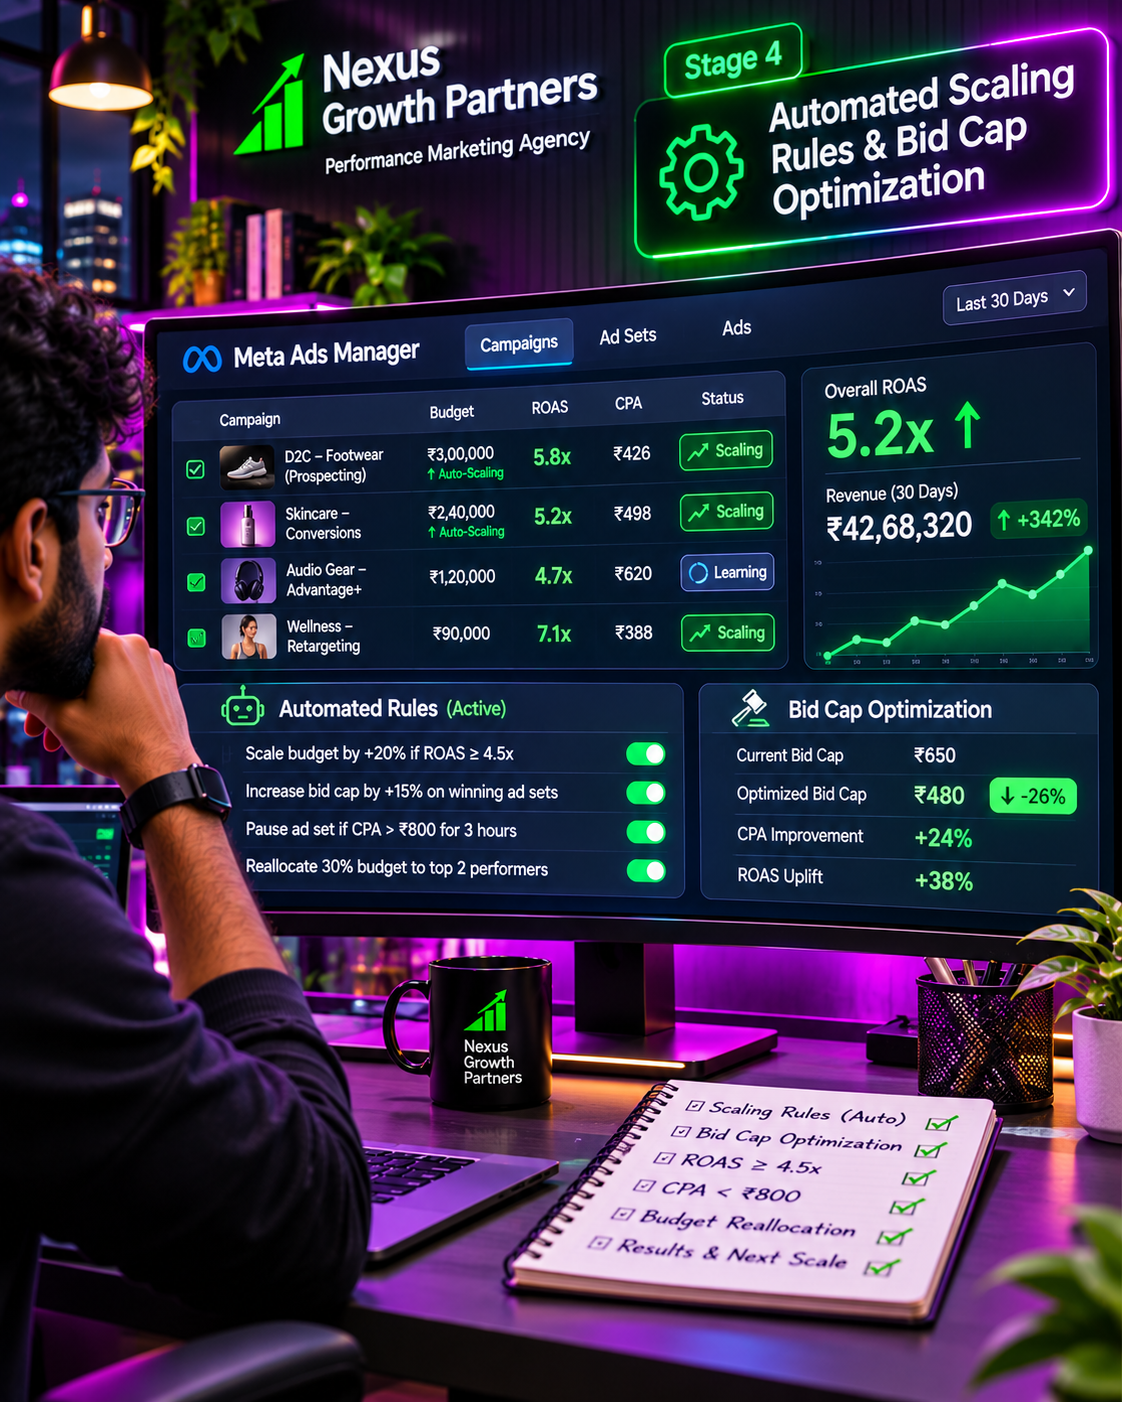 Nexus
Growth Partners
Performance Marketing Agency
Stage 4
Automated Scaling
Rules & Bid Cap
Optimization
Meta Ads Manager
Campaigns
Ad Sets
Ads
Last 30 Days
Campaign
Budget
ROAS
CPA
Status
D2C – Footwear
(Prospecting)
₹3,00,000
↑ Auto-Scaling
5.8x
₹426
Scaling
Skincare –
Conversions
₹2,40,000
↑ Auto-Scaling
5.2x
₹498
Scaling
Audio Gear –
Advantage+
₹1,20,000
4.7x
₹620
Learning
Wellness –
Retargeting
₹90,000
7.1x
₹388
Scaling
Overall ROAS
5.2x ↑
Revenue (30 Days)
₹42,68,320
↑ +342%
Automated Rules (Active)
Scale budget by +20% if ROAS ≥ 4.5x
Increase bid cap by +15% on winning ad sets
Pause ad set if CPA > ₹800 for 3 hours
Reallocate 30% budget to top 2 performers
Bid Cap Optimization
Current Bid Cap ₹650
Optimized Bid Cap ₹480 ↓ -26%
CPA Improvement +24%
ROAS Uplift +38%
Nexus
Growth
Partners
Scaling Rules (Auto)
Bid Cap Optimization
ROAS ≥ 4.5x
CPA < ₹800
Budget Reallocation
Results & Next Scale